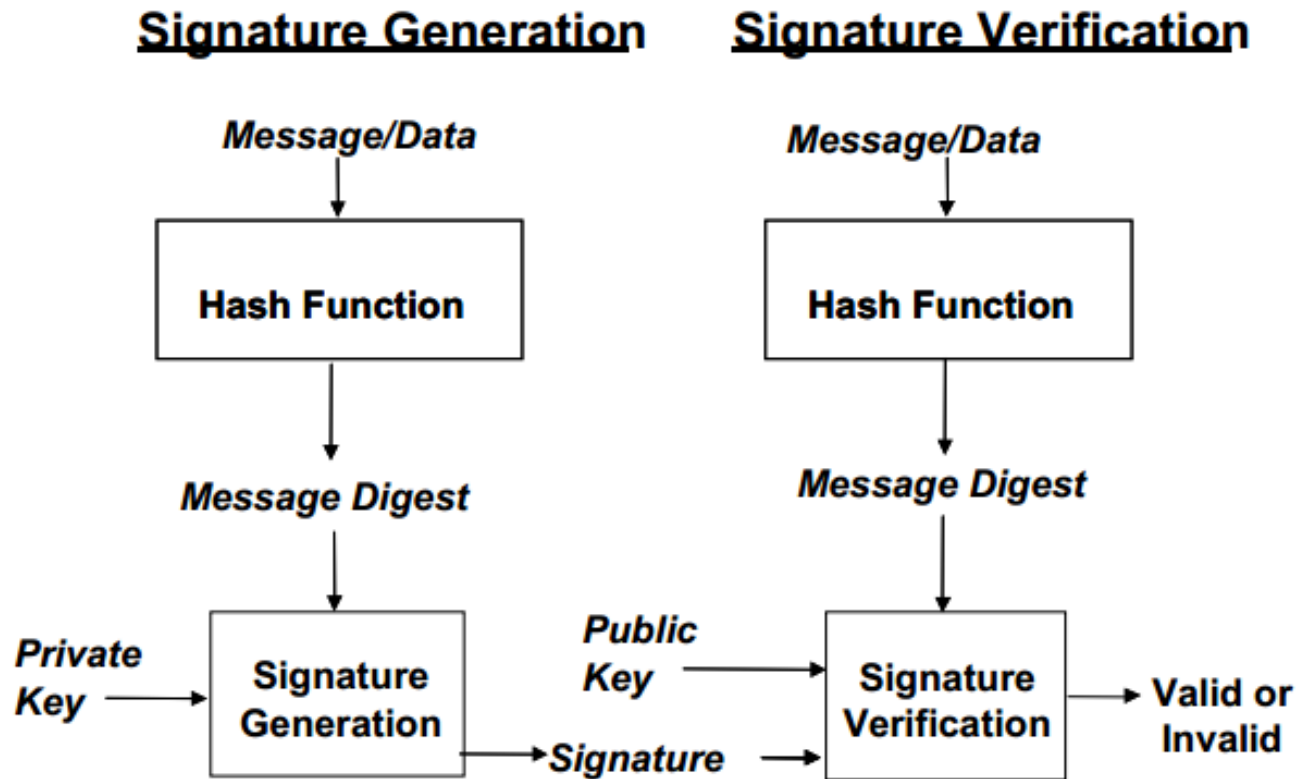 Signature Generation
Signature Verification
Message/Data
Message/Data
Hash Function
Hash Function
Message Digest
Message Digest
Private
Key
Signature
Generation
Public
Key
Signature
Signature
Verification
Valid or
Invalid